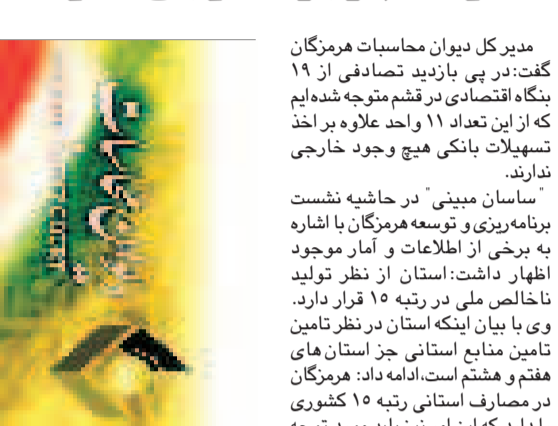 مدیر کل دیوان محاسبات هرمزگان
گفت:در پی بازدید تصادفی از ۱۹
بنگاه اقتصادی در قشم متوجه شده‌ایم
که از این تعداد ۱۱ واحد علاوه بر اخذ
تسهیلات بانکی هیچ وجود خارجی
ندارند.
"ساسان مبینی" در حاشیه نشست
برنامه‌ریزی و توسعه هرمزگان با اشاره
به برخی از اطلاعات و آمار موجود
اظهار داشت:استان از نظر تولید
ناخالص ملی در رتبه ۱۵ قرار دارد.
وی با بیان اینکه استان در نظر تامین
تامین منابع استانی جز استان های
هفتم و هشتم است،ادامه داد: هرمزگان
در مصارف استانی رتبه ۱۵ کشوری
دیوان محاسبات